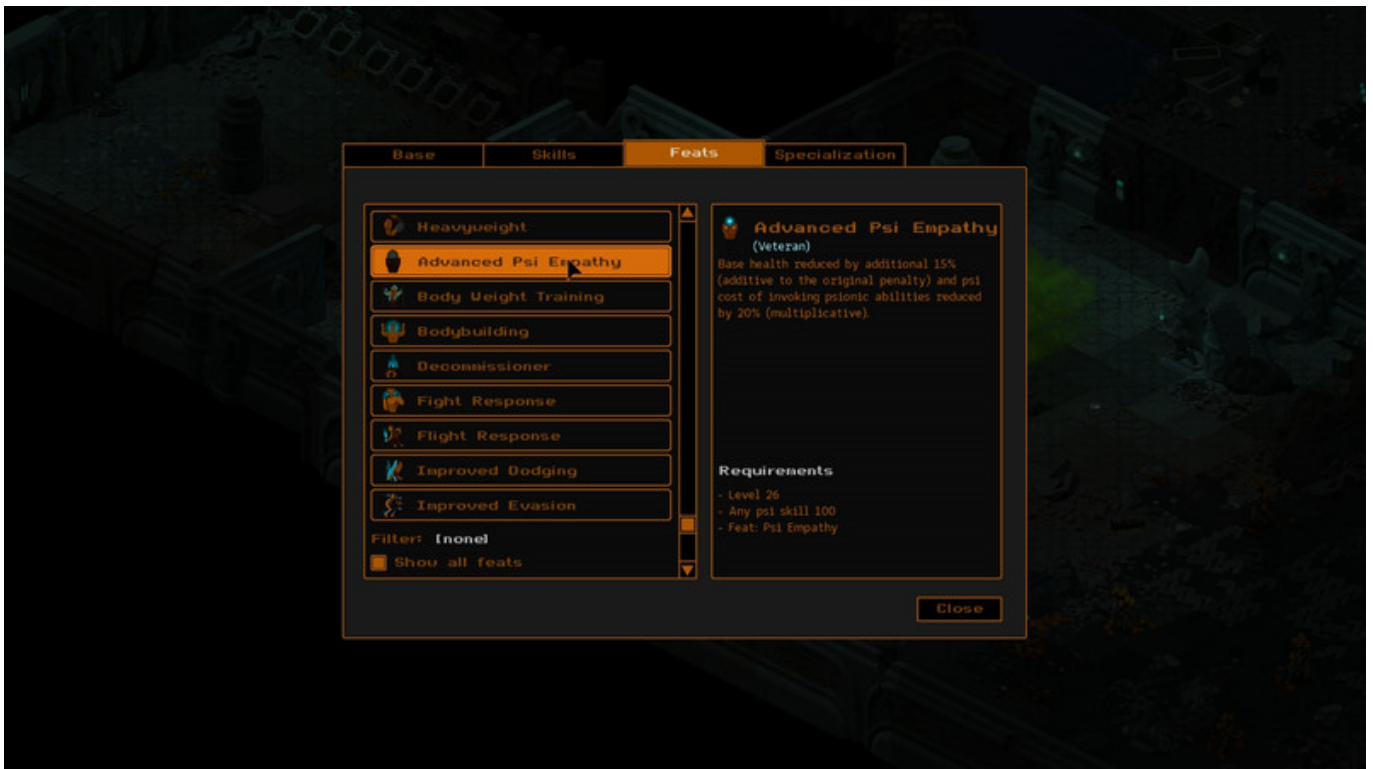 Base
Skills
Feats
Specialization
Heavyweight
Advanced Psi Empathy
Body Weight Training
Bodybuilding
Decommissioner
Fight Response
Flight Response
Improved Dodging
Improved Evasion
Filter: [none]
Show all feats
Advanced Psi Empathy
(Veteran)
Base health reduced by additional 15%
(additive to the original penalty) and psi
cost of invoking psionic abilities reduced
by 20% (multiplicative).
Requirements
- Level 26
- Any psi skill 100
- Feat: Psi Empathy
Close